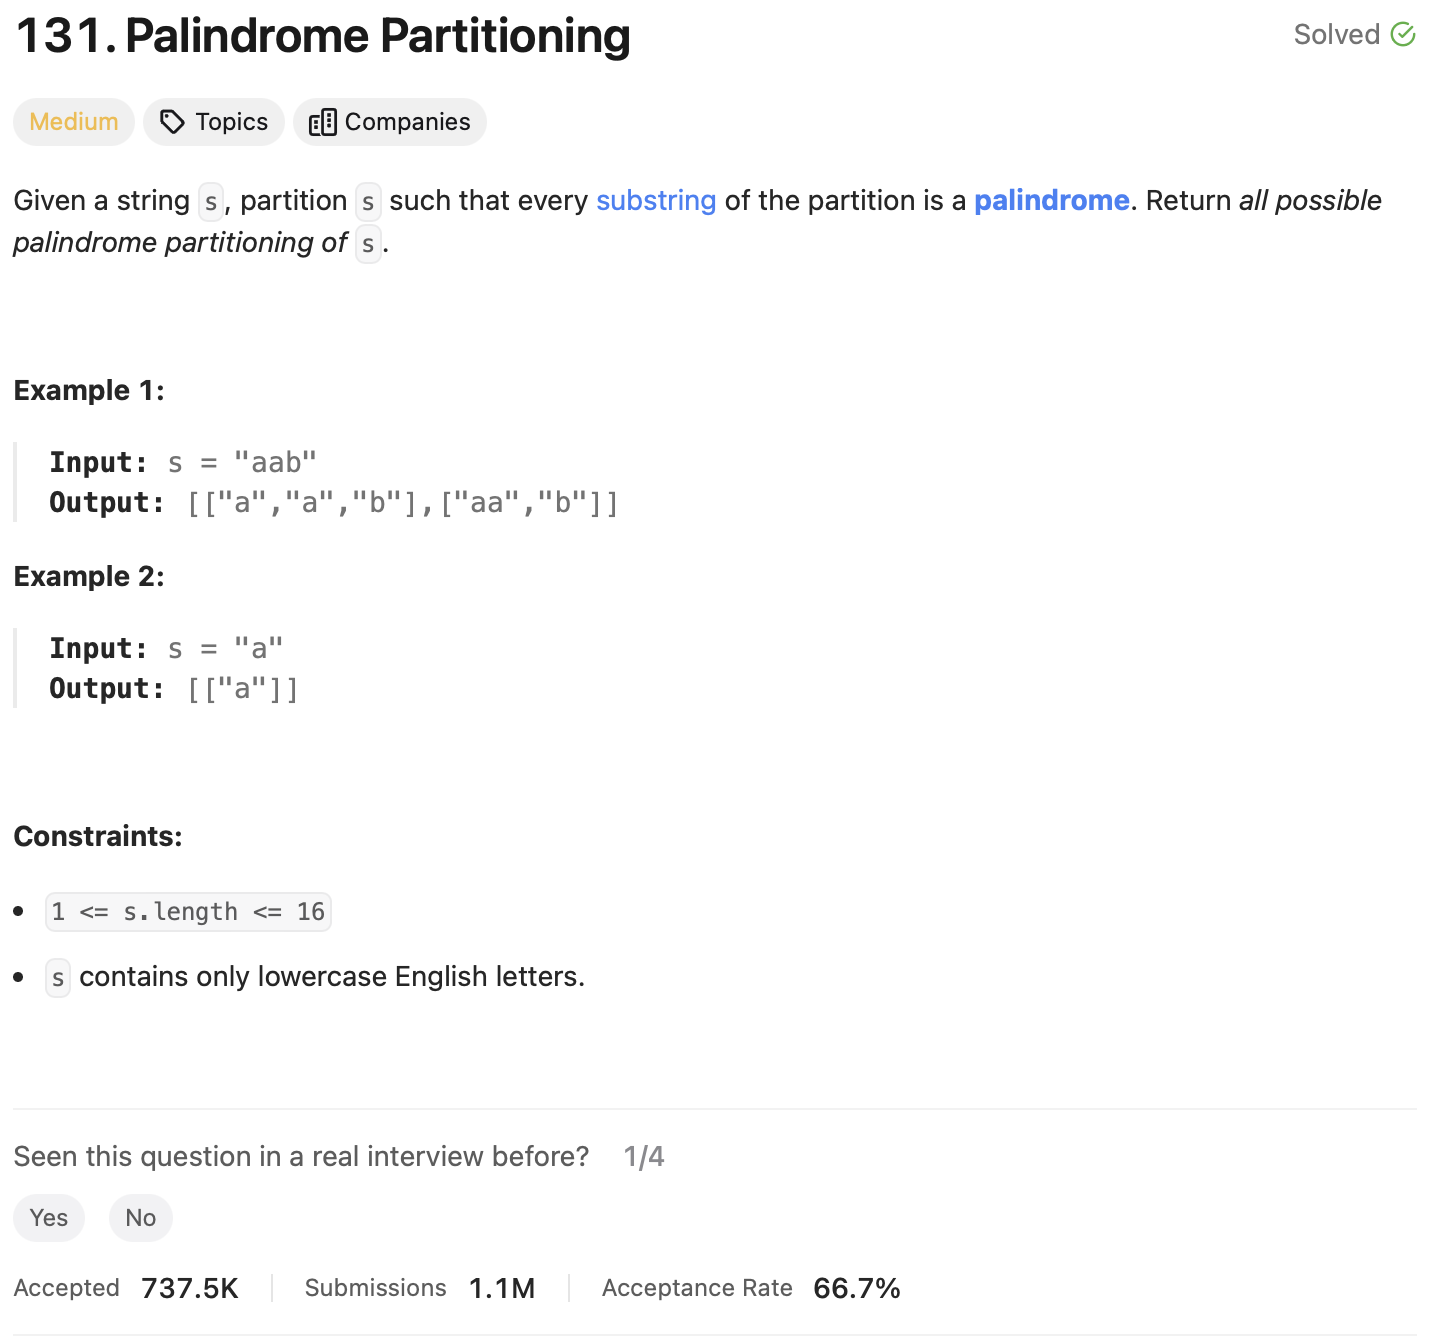 131. Palindrome Partitioning
Solved
Medium
Topics
Companies
Given a string s, partition s such that every substring of the partition is a palindrome. Return all possible
palindrome partitioning of s.
Example 1:
Input: s = "aab"
Output: [["a","a","b"],["aa","b"]]
Example 2:
Input: s = "a"
Output: [["a"]]
Constraints:
• 1 <= s.length <= 16
• s contains only lowercase English letters.
Seen this question in a real interview before? 1/4
Yes No
Accepted 737.5K Submissions 1.1M Acceptance Rate 66.7%